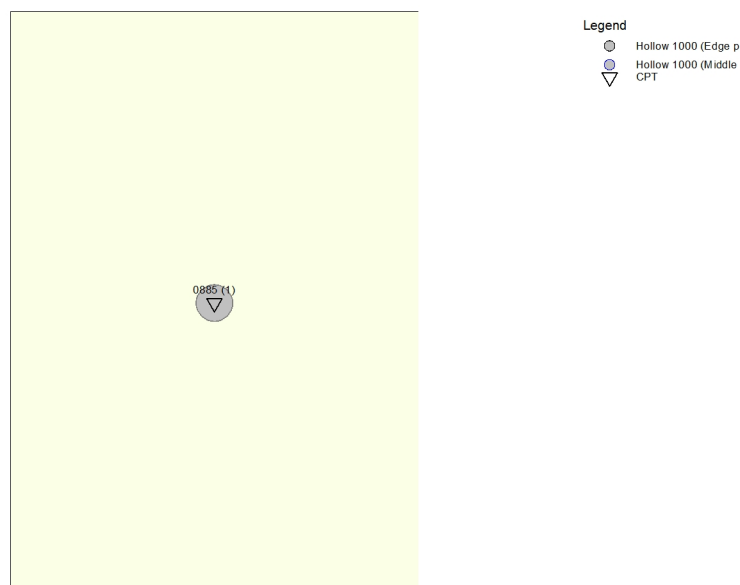 Legend
Hollow 1000 (Edge p
Hollow 1000 (Middle
CPT
0885 (1)